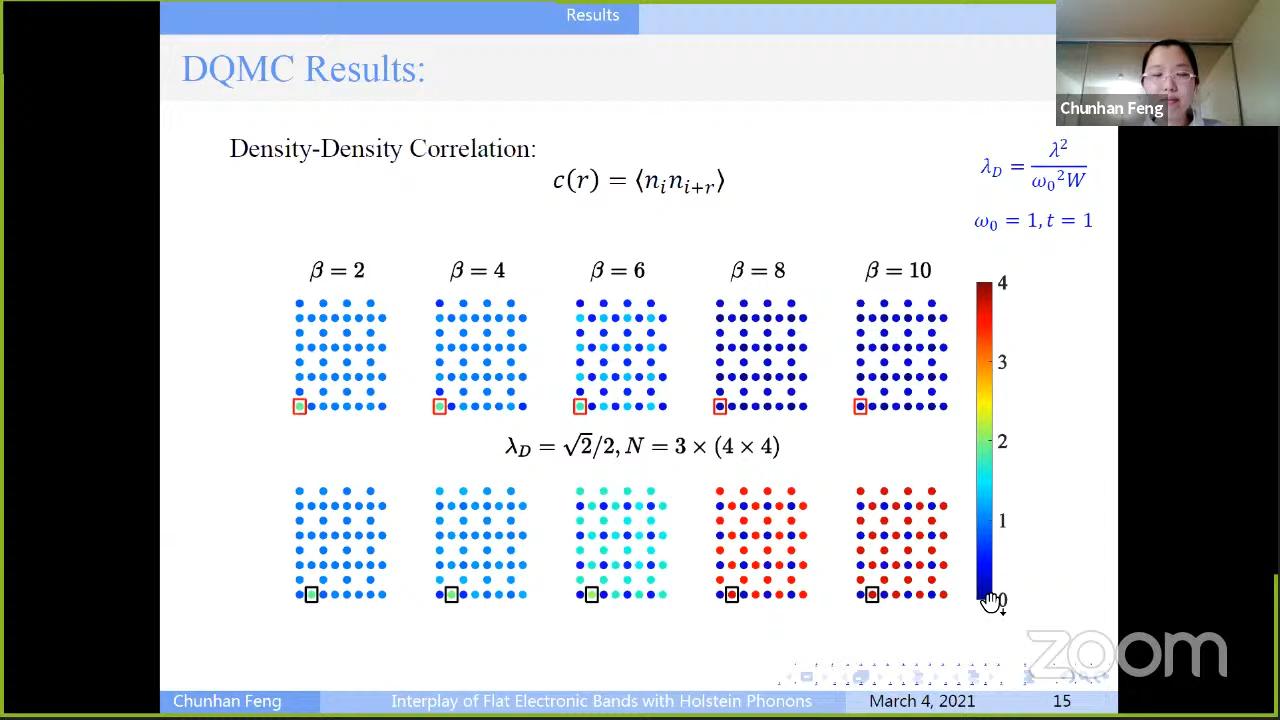 Results
DQMC Results:
Chunhan Feng
Density-Density Correlation:
c(r) = ⟨n_i n_{i+r}⟩
λ_D = λ² / ω₀²W
ω₀ = 1, t = 1
β = 2 β = 4 β = 6 β = 8 β = 10
4
3
2
1
0
λ_D = √2/2, N = 3 × (4 × 4)
zoom
Chunhan Feng Interplay of Flat Electronic Bands with Holstein Phonons March 4, 2021 15